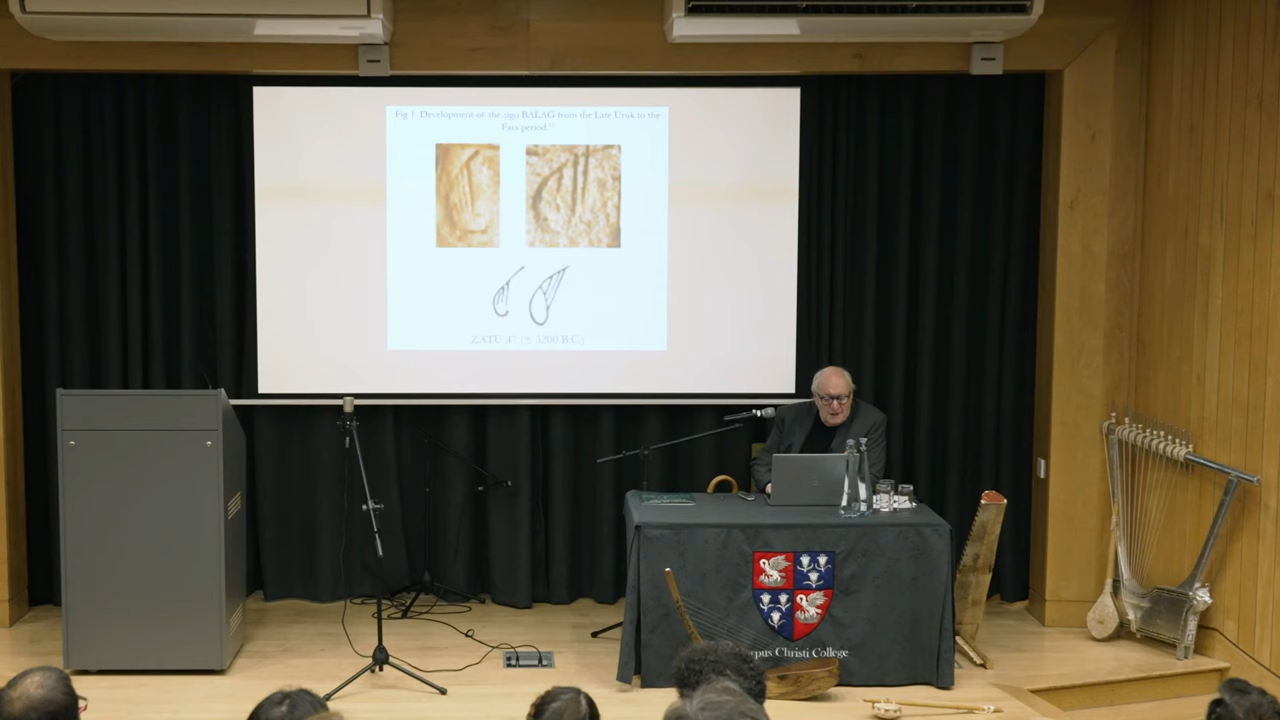 Fig 1. Development of the sign BALAG from the Late Uruk to the
Fara period.
ZATU 47 (± 3200 B.C.)
Corpus Christi College